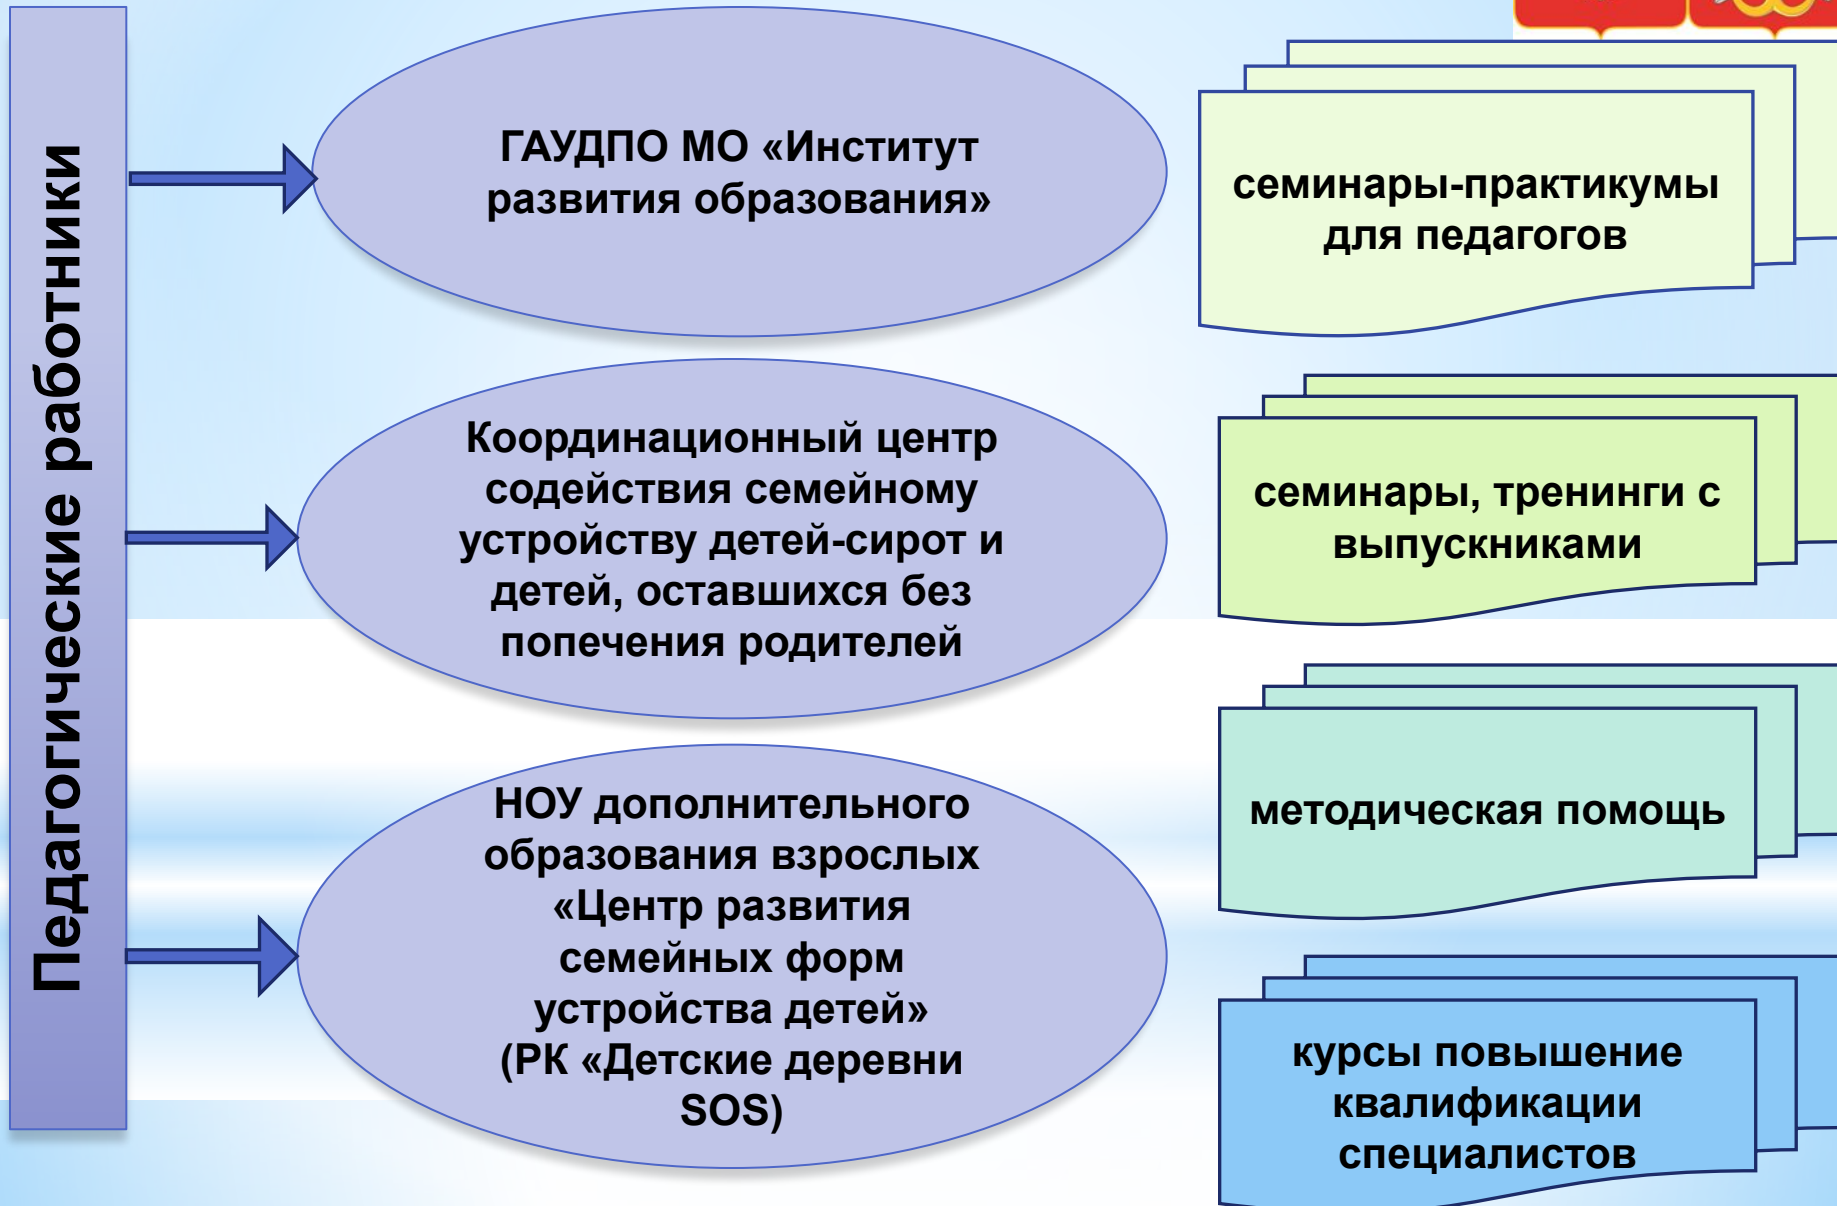 Педагогические работники
ГАУДПО МО «Институт
развития образования»
Координационный центр
содействия семейному
устройству детей-сирот и
детей, оставшихся без
попечения родителей
НОУ дополнительного
образования взрослых
«Центр развития
семейных форм
устройства детей»
(РК «Детские деревни
SOS)
семинары-практикумы
для педагогов
семинары, тренинги с
выпускниками
методическая помощь
курсы повышение
квалификации
специалистов